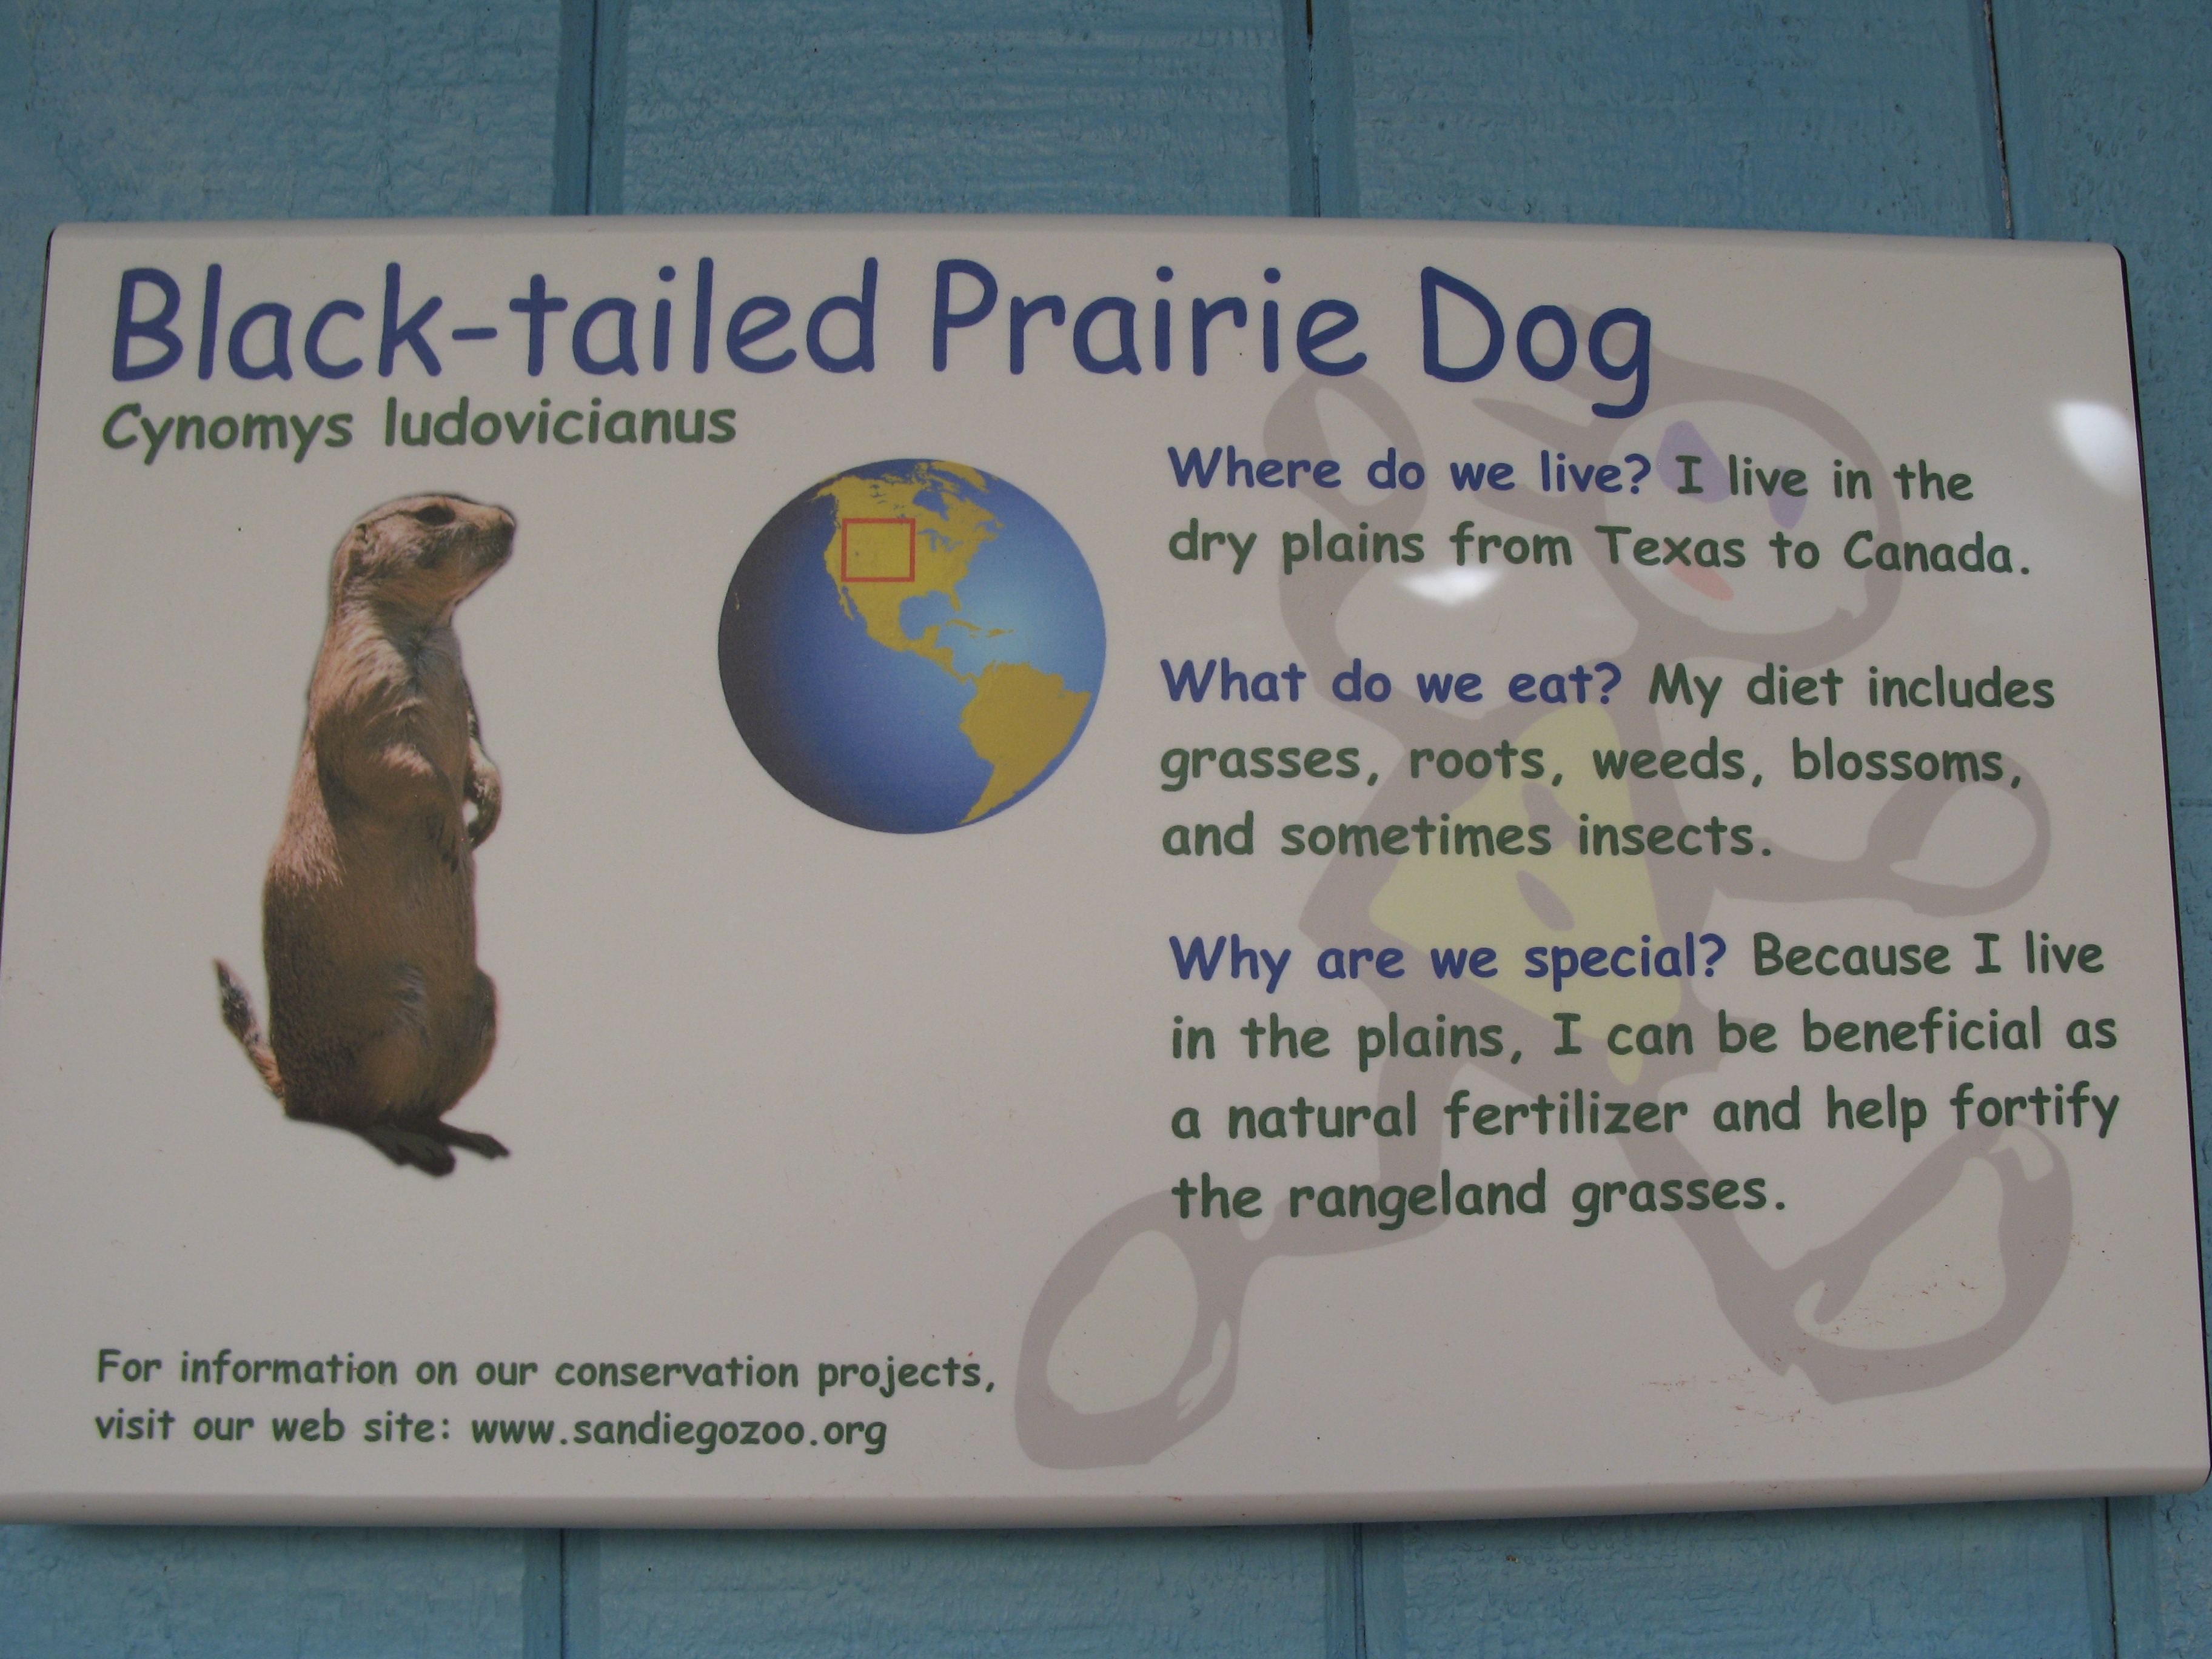 Black-tailed Prairie Dog
Cynomys ludovicianus
Where do we live? I live in the
dry plains from Texas to Canada.
What do we eat? My diet includes
grasses, roots, weeds, blossoms,
and sometimes insects.
Why are we special? Because I live
in the plains, I can be beneficial as
a natural fertilizer and help fortify
the rangeland grasses.
For information on our conservation projects,
visit our web site: www.sandiegozoo.org